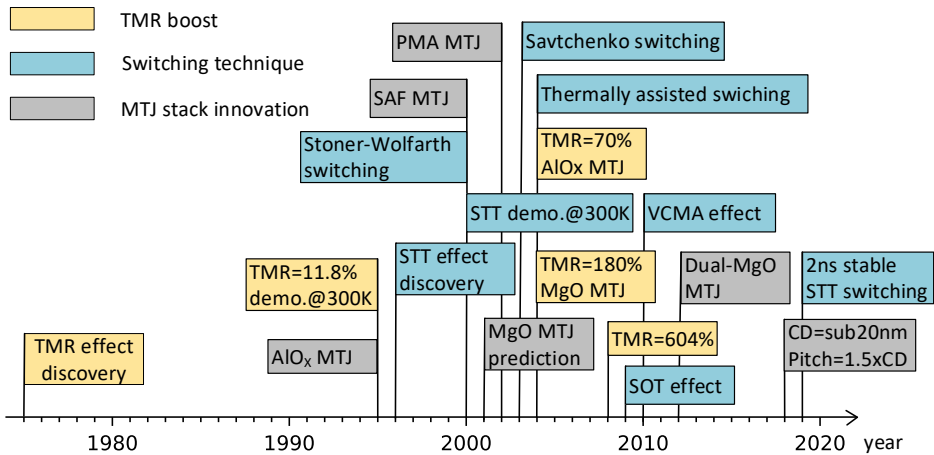 TMR boost
Switching technique
MTJ stack innovation
PMA MTJ
Savtchenko switching
SAF MTJ
Thermally assisted swiching
Stoner-Wolfarth
switching
TMR=70%
AlOx MTJ
STT demo.@300K
VCMA effect
TMR=11.8%
demo.@300K
STT effect
discovery
TMR=180%
MgO MTJ
Dual-MgO
MTJ
2ns stable
STT switching
TMR effect
discovery
AlOx MTJ
MgO MTJ
prediction
TMR=604%
CD=sub20nm
Pitch=1.5xCD
SOT effect
1980
1990
2000
2010
2020
year